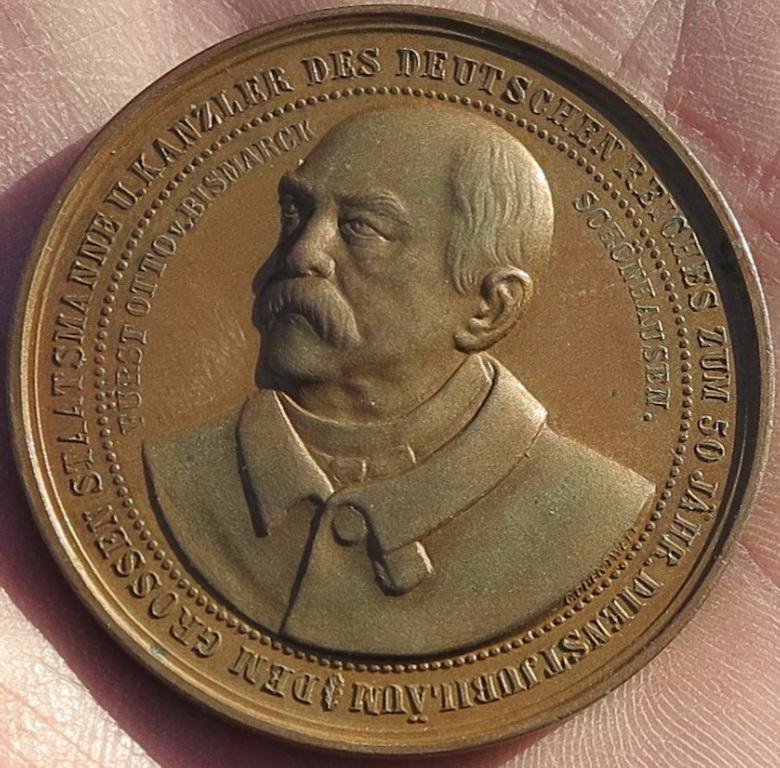 DEM GROSSEN STAATSMANNE U. KANZLER DES DEUTSCHEN REICHES ZUM 50 JÄHR. DIENSTJUBILÄUM
FÜRST OTTO v. BISMARCK
SCHÖNHAUSEN.